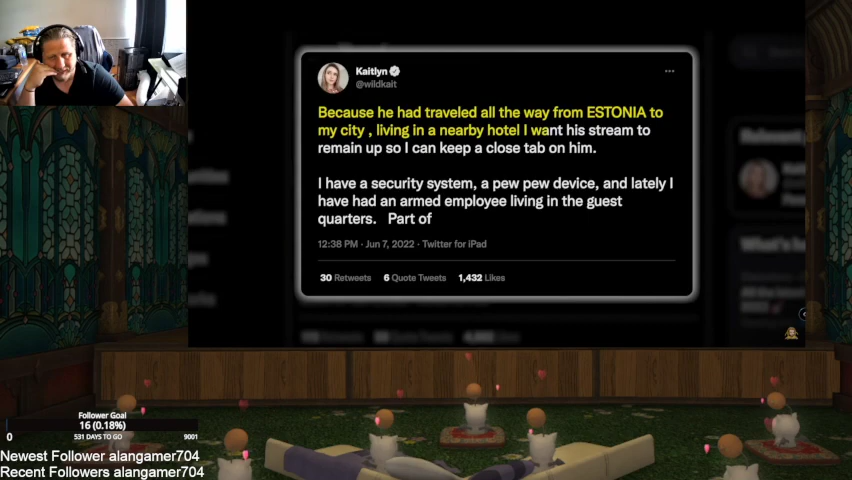 Kaitlyn
@wildkait
Because he had traveled all the way from ESTONIA to
my city , living in a nearby hotel I want his stream to
remain up so I can keep a close tab on him.
I have a security system, a pew pew device, and lately I
have had an armed employee living in the guest
quarters.   Part of
12:38 PM · Jun 7, 2022 · Twitter for iPad
30 Retweets   6 Quote Tweets   1,432 Likes
Follower Goal
16 (0.18%)
0   531 DAYS TO GO   9001
Newest Follower alangamer704
Recent Followers alangamer704